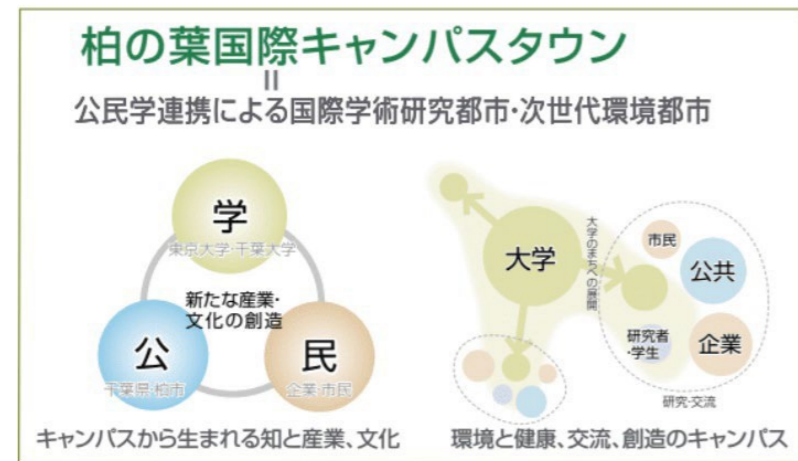 柏の葉国際キャンパスタウン
=
公民学連携による国際学術研究都市・次世代環境都市
学
東京大学・千葉大学
新たな産業・
文化の創造
公
千葉県・柏市
民
企業・市民
キャンパスから生まれる知と産業、文化
大学
大学のまちへの展開
市民
公共
研究者
・学生
企業
研究・交流
環境と健康、交流、創造のキャンパス